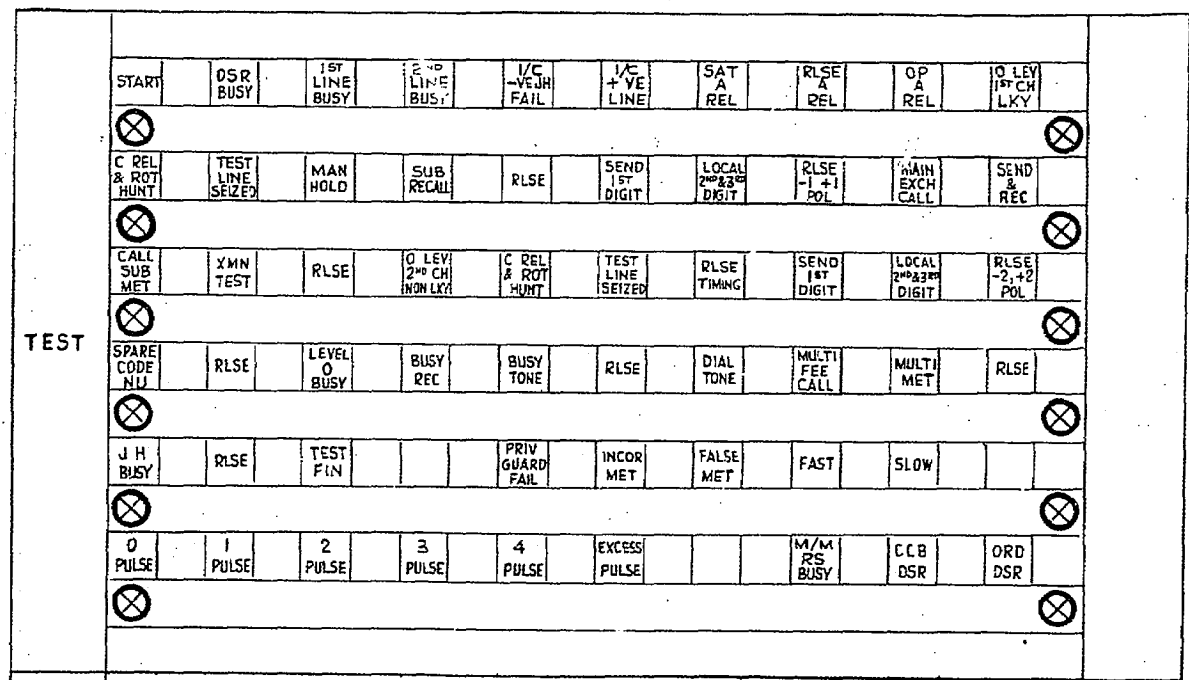 TEST
START
DSR
BUSY
1ST
LINE
BUSY
2ND
LINE
BUSY
I/C
-VE JH
FAIL
I/C
+ VE
LINE
SAT
A
REL
RLSE
A
REL
OP
A
REL
O LEV
1ST CH
LKY
C REL
& ROT
HUNT
TEST
LINE
SEIZED
MAN
HOLD
SUB
RECALL
RLSE
SEND
1ST
DIGIT
LOCAL
2ND & 3RD
DIGIT
RLSE
-1 +1
POL
MAIN
EXCH
CALL
SEND
&
REC
CALL
SUB
MET
XMN
TEST
RLSE
O LEV
2ND CH
NON LKY
C REL
& ROT
HUNT
TEST
LINE
SEIZED
RLSE
TIMING
SEND
1ST
DIGIT
LOCAL
2ND & 3RD
DIGIT
RLSE
-2, +2
POL
SPARE
CODE
NU
RLSE
LEVEL
O
BUSY
BUSY
REC
BUSY
TONE
RLSE
DIAL
TONE
MULTI
FEE
CALL
MULTI
MET
RLSE
J H
BUSY
RLSE
TEST
FIN
PRIV
GUARD
FAIL
INCOR
MET
FALSE
MET
FAST
SLOW
0
PULSE
1
PULSE
2
PULSE
3
PULSE
4
PULSE
EXCESS
PULSE
M/M
RS
BUSY
CCB
DSR
ORD
DSR